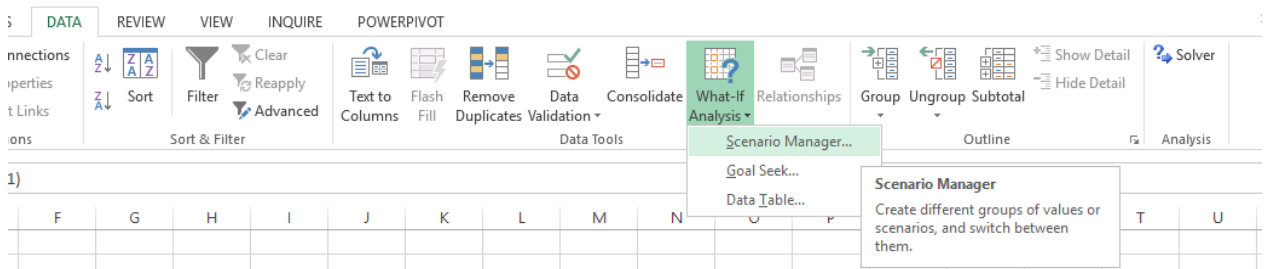 S DATA REVIEW VIEW INQUIRE POWERPIVOT
nnections
operties
t Links
A
Z
Z
A
Z A
A Z
Sort
Filter
Clear
Reapply
Advanced
Text to
Columns
Flash
Fill
Remove
Duplicates
Data
Validation
Consolidate
What-If
Analysis
Relationships
Group
Ungroup
Subtotal
Show Detail
Hide Detail
Solver
ions
Sort & Filter
Data Tools
Outline
Analysis
Scenario Manager...
Goal Seek...
Data Table...
1)
Scenario Manager
Create different groups of values or
scenarios, and switch between
them.
F G H I J K L M N O P T U